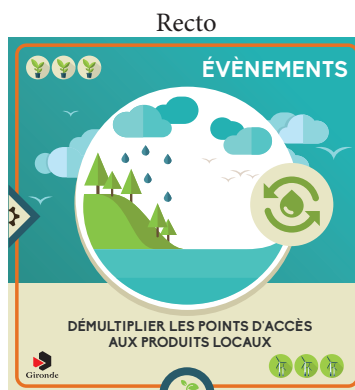 Recto
ÉVÈNEMENTS
DÉMULTIPLIER LES POINTS D'ACCÈS
AUX PRODUITS LOCAUX
Gironde